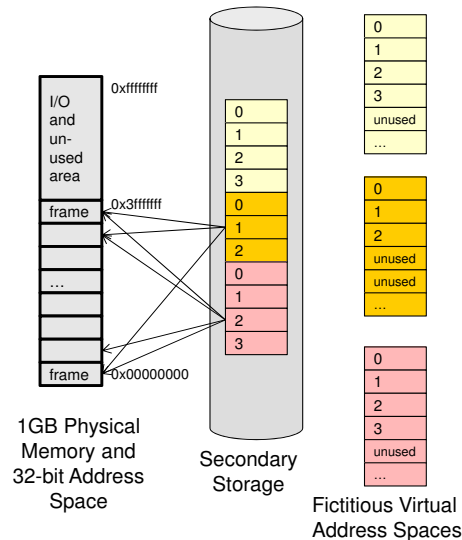 0xffffffff
I/O
and
un-
used
area
0x3fffffff
frame
...
frame
0x00000000
1GB Physical
Memory and
32-bit Address
Space
0
1
2
3
0
1
2
0
1
2
3
Secondary
Storage
0
1
2
3
unused
...
0
1
2
unused
unused
...
0
1
2
3
unused
...
Fictitious Virtual
Address Spaces